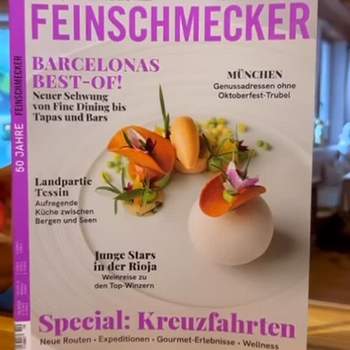 FEINSCHMECKER
BARCELONAS
BEST-OF!
Neuer Schwung
von Fine Dining bis
Tapas und Bars
MÜNCHEN
Genussadressen ohne
Oktoberfest-Trubel
Landpartie
Tessin
Aufregende
Küche zwischen
Bergen und Seen
Junge Stars
in der Rioja
Weinreise zu
den Top-Winzern
Special: Kreuzfahrten
Neue Routen • Expeditionen • Gourmet-Erlebnisse • Wellness
50 JAHRE FEINSCHMECKER